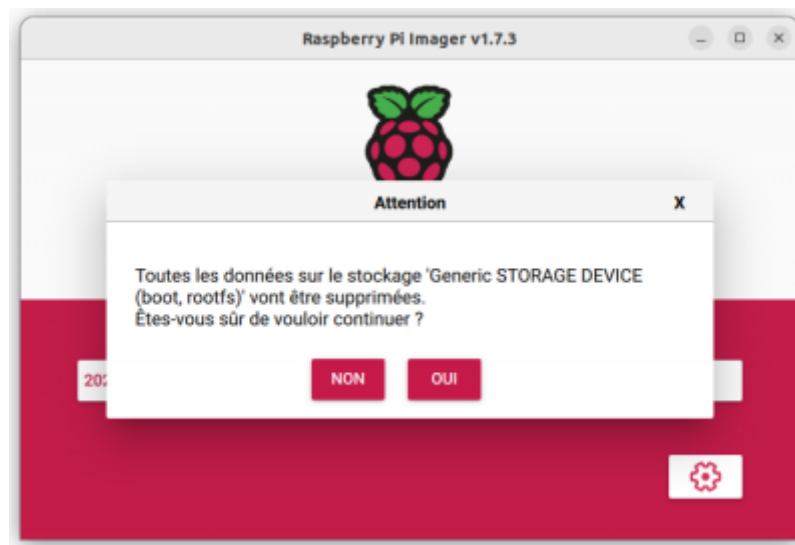 Raspberry Pi Imager v1.7.3
Attention
X
Toutes les données sur le stockage 'Generic STORAGE DEVICE
(boot, rootfs)' vont être supprimées.
Êtes-vous sûr de vouloir continuer ?
NON
OUI